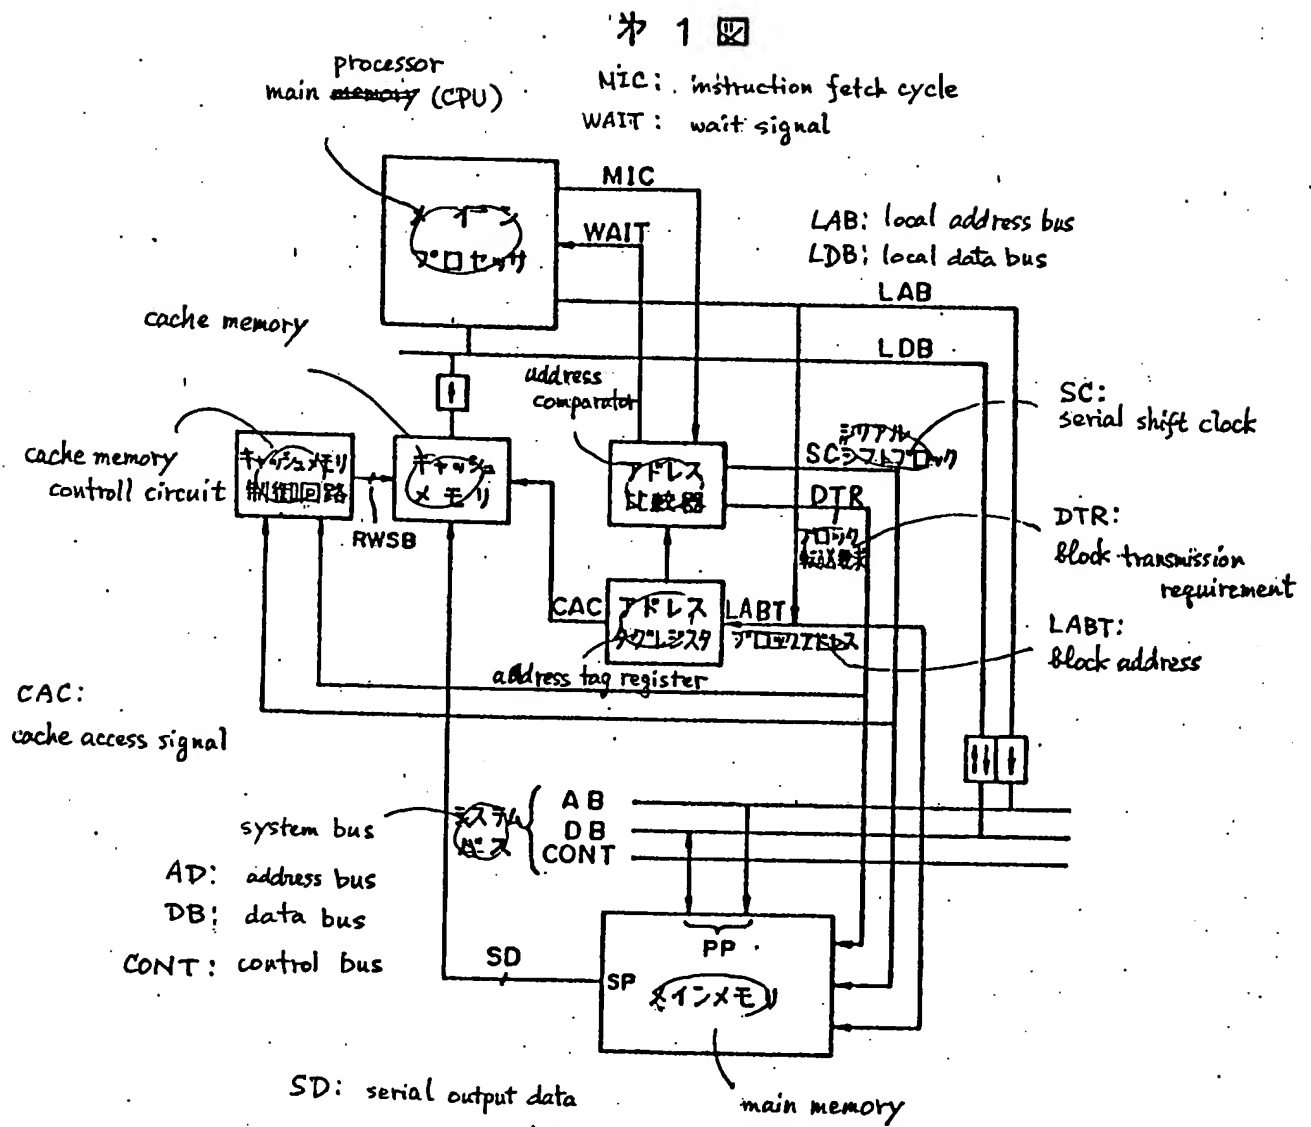 第1図
processor
main memory (CPU)
MIC: instruction fetch cycle
WAIT: wait signal
MIC
メイン
プロセッサ
WAIT
LAB: local address bus
LDB: local data bus
LAB
cache memory
LDB
address
comparator
SC:
serial shift clock
シリアル
SC シフトブロック
cache memory
controll circuit
キャッシュメモリ
制御回路
キャッシュ
メモリ
アドレス
比較器
RWSB
DTR
DTR:
block transmission
requirement
ブロック
転送要求
CAC
アドレス
タグレジスタ
LABT
ブロックアドレス
LABT:
block address
address tag register
CAC:
cache access signal
system bus
システム
バス
AB
DB
CONT
AD: address bus
DB: data bus
CONT: control bus
PP
SD
SP
メインメモリ
SD: serial output data
main memory